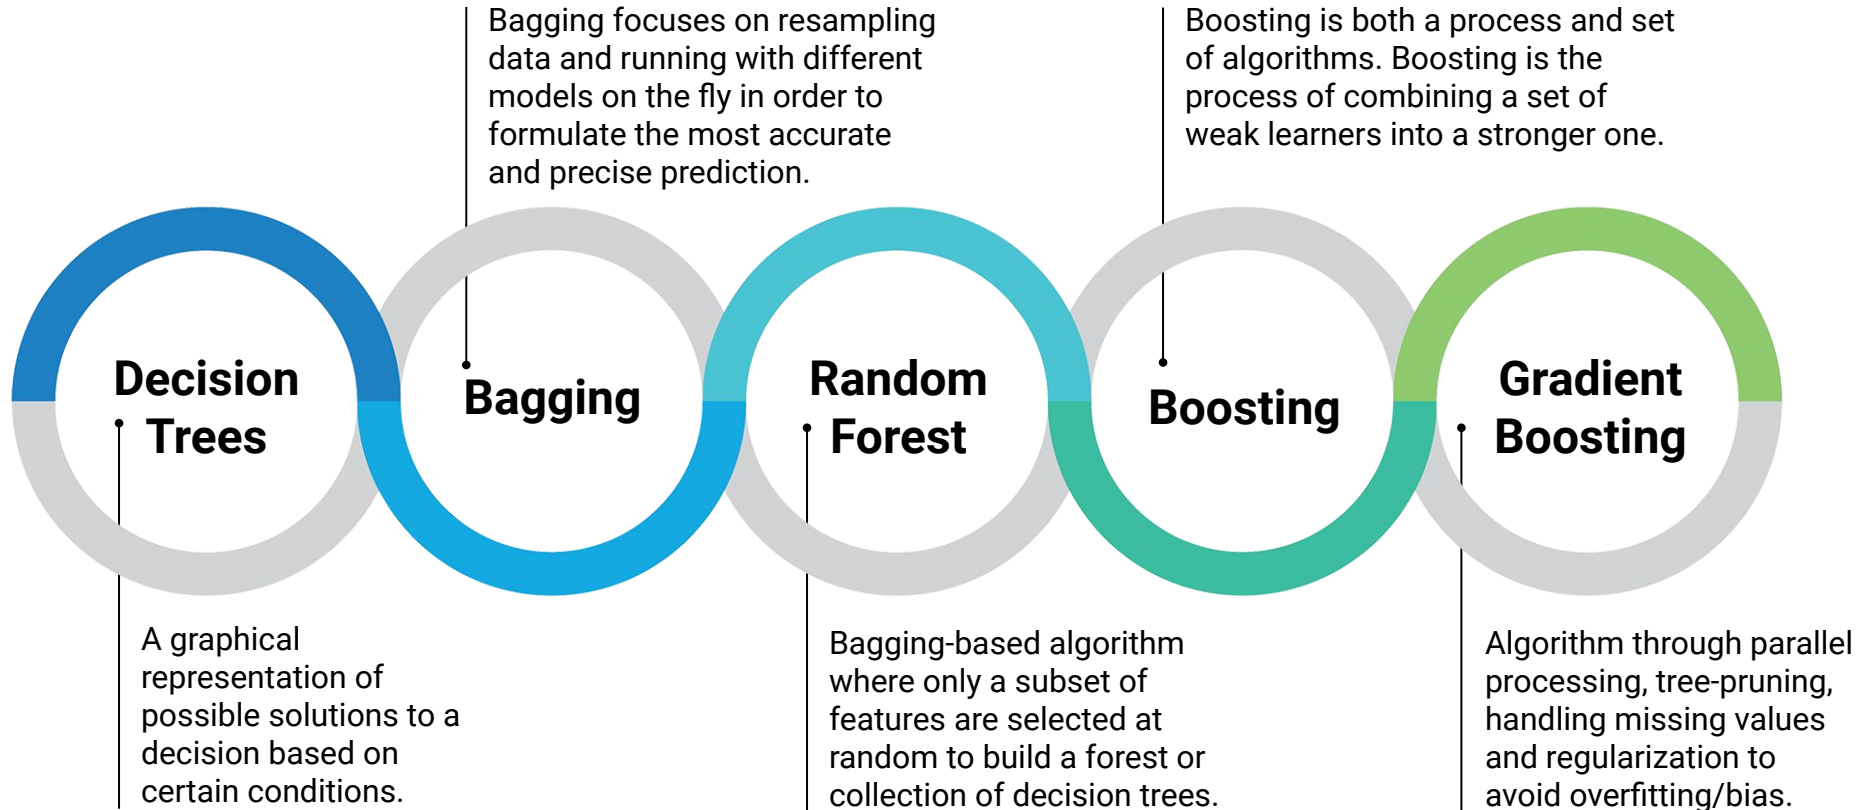 Bagging focuses on resampling
data and running with different
models on the fly in order to
formulate the most accurate
and precise prediction.
Boosting is both a process and set
of algorithms. Boosting is the
process of combining a set of
weak learners into a stronger one.
Decision
Trees
Bagging
Random
Forest
Boosting
Gradient
Boosting
A graphical
representation of
possible solutions to a
decision based on
certain conditions.
Bagging-based algorithm
where only a subset of
features are selected at
random to build a forest or
collection of decision trees.
Algorithm through parallel
processing, tree-pruning,
handling missing values
and regularization to
avoid overfitting/bias.